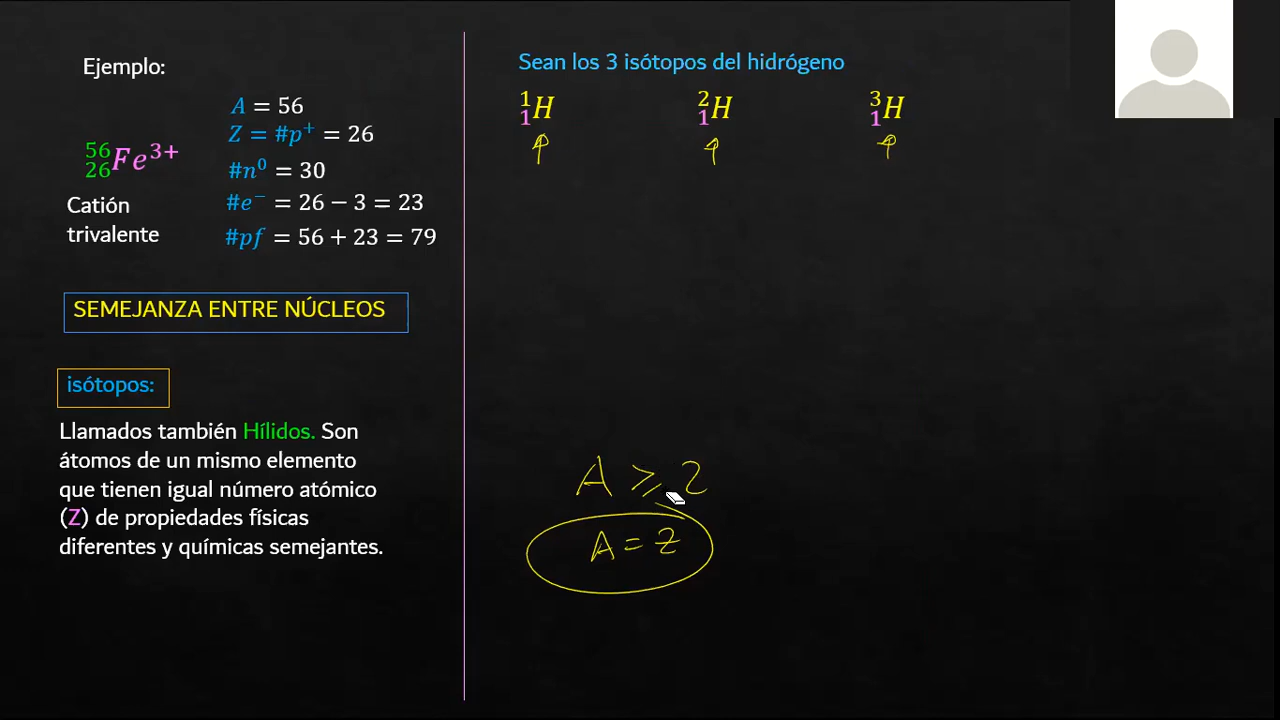 Ejemplo:
A = 56
Z = #p⁺ = 26
⁵⁶₂₆Fe³⁺
#n⁰ = 30
#e⁻ = 26 − 3 = 23
#pf = 56 + 23 = 79
Catión
trivalente
SEMEJANZA ENTRE NÚCLEOS
isótopos:
Llamados también Hílidos. Son
átomos de un mismo elemento
que tienen igual número atómico
(Z) de propiedades físicas
diferentes y químicas semejantes.
Sean los 3 isótopos del hidrógeno
¹₁H ²₁H ³₁H
A ≥ Z
A = Z